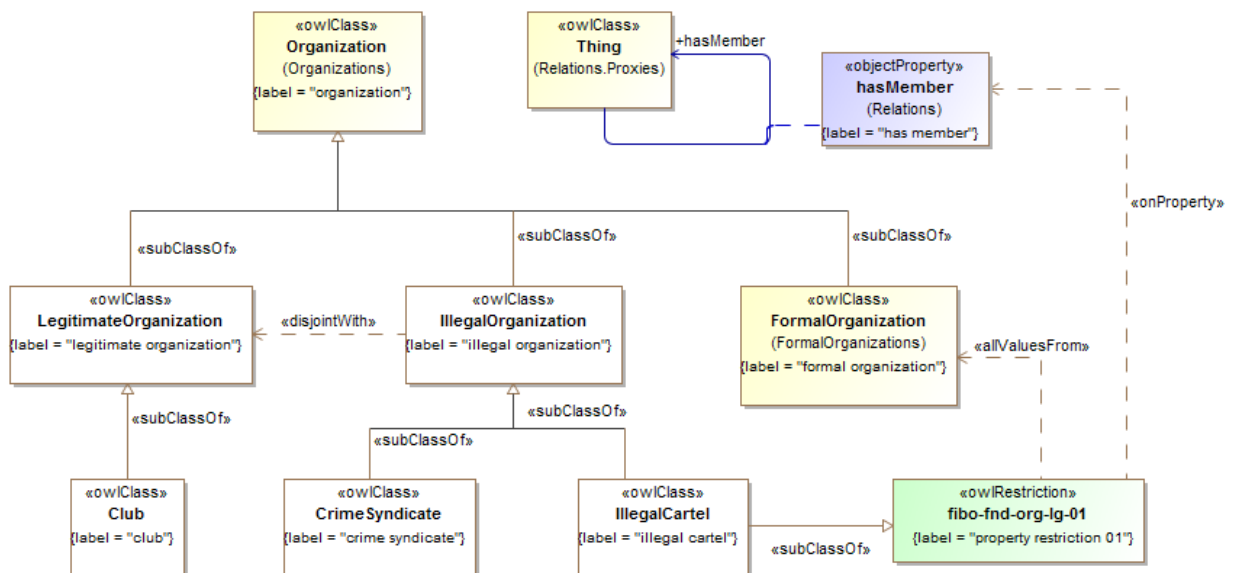 «owlClass»
Organization
(Organizations)
{label = "organization"}
«owlClass»
Thing
(Relations.Proxies)
+hasMember
«objectProperty»
hasMember
(Relations)
{label = "has member"}
«onProperty»
«subClassOf»
«subClassOf»
«subClassOf»
«owlClass»
LegitimateOrganization
{label = "legitimate organization"}
«disjointWith»
«owlClass»
IllegalOrganization
{label = "illegal organization"}
«owlClass»
FormalOrganization
(FormalOrganizations)
{label = "formal organization"}
«allValuesFrom»
«subClassOf»
«subClassOf»
«subClassOf»
«owlClass»
Club
{label = "club"}
«owlClass»
CrimeSyndicate
{label = "crime syndicate"}
«owlClass»
IllegalCartel
{label = "illegal cartel"}
«subClassOf»
«owlRestriction»
fibo-fnd-org-lg-01
{label = "property restriction 01"}